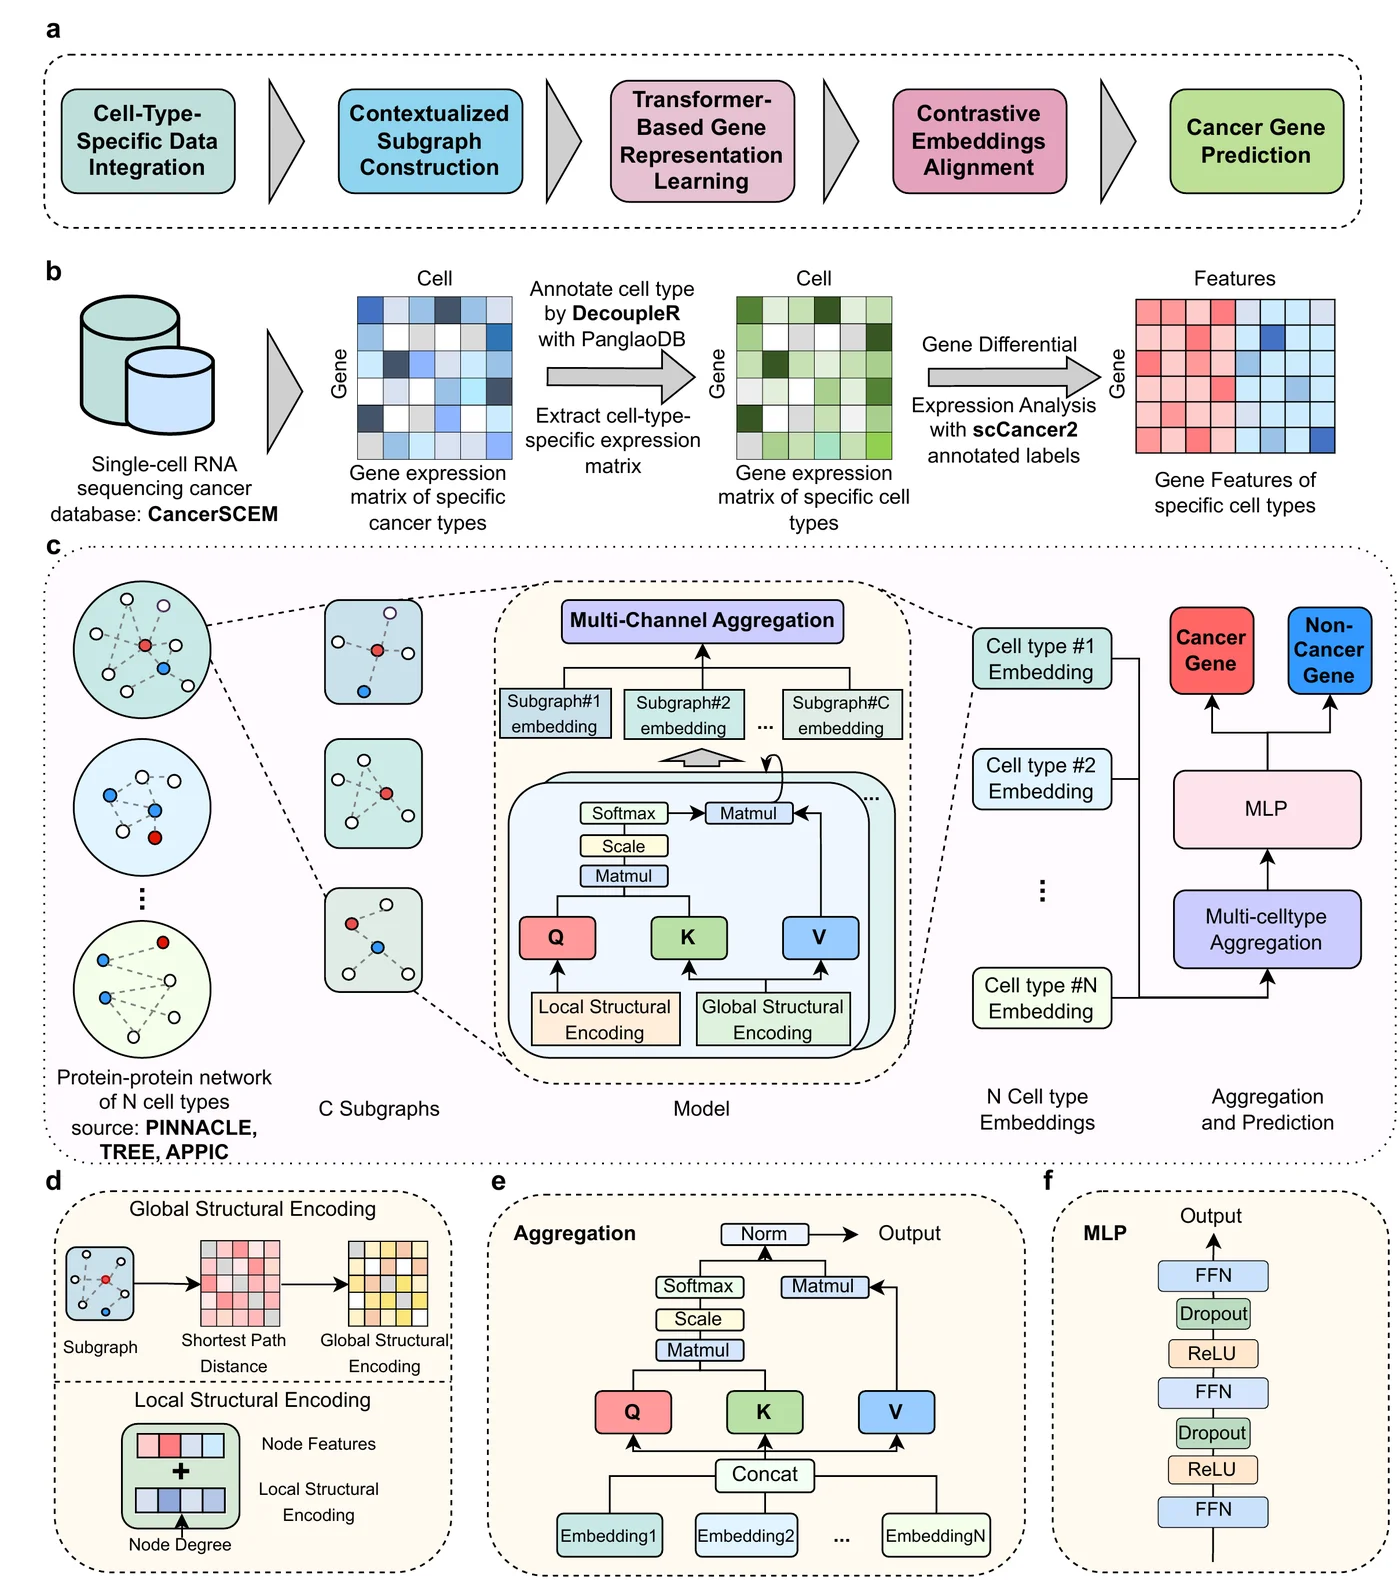 a
Cell-Type-
Specific Data
Integration
Contextualized
Subgraph
Construction
Transformer-
Based Gene
Representation
Learning
Contrastive
Embeddings
Alignment
Cancer Gene
Prediction
b
Single-cell RNA
sequencing cancer
database: CancerSCEM
Cell
Gene
Gene expression
matrix of specific
cancer types
Annotate cell type
by DecoupleR
with PanglaoDB
Extract cell-type-
specific expression
matrix
Cell
Gene
Gene expression
matrix of specific cell
types
Gene Differential
Expression Analysis
with scCancer2
annotated labels
Features
Gene
Gene Features of
specific cell types
c
Protein-protein network
of N cell types
source: PINNACLE,
TREE, APPIC
C Subgraphs
Multi-Channel Aggregation
Subgraph#1
embedding
Subgraph#2
embedding
...
Subgraph#C
embedding
...
Softmax
Matmul
Scale
Matmul
Q
K
V
Local Structural
Encoding
Global Structural
Encoding
Model
Cell type #1
Embedding
Cell type #2
Embedding
Cell type #N
Embedding
N Cell type
Embeddings
Cancer
Gene
Non-
Cancer
Gene
MLP
Multi-celltype
Aggregation
Aggregation
and Prediction
d
Global Structural Encoding
Subgraph
Shortest Path
Distance
Global Structural
Encoding
Local Structural Encoding
Node Features
+
Local Structural
Encoding
Node Degree
e
Aggregation
Norm
Output
Softmax
Matmul
Scale
Matmul
Q
K
V
Concat
Embedding1
Embedding2
...
EmbeddingN
f
MLP
Output
FFN
Dropout
ReLU
FFN
Dropout
ReLU
FFN